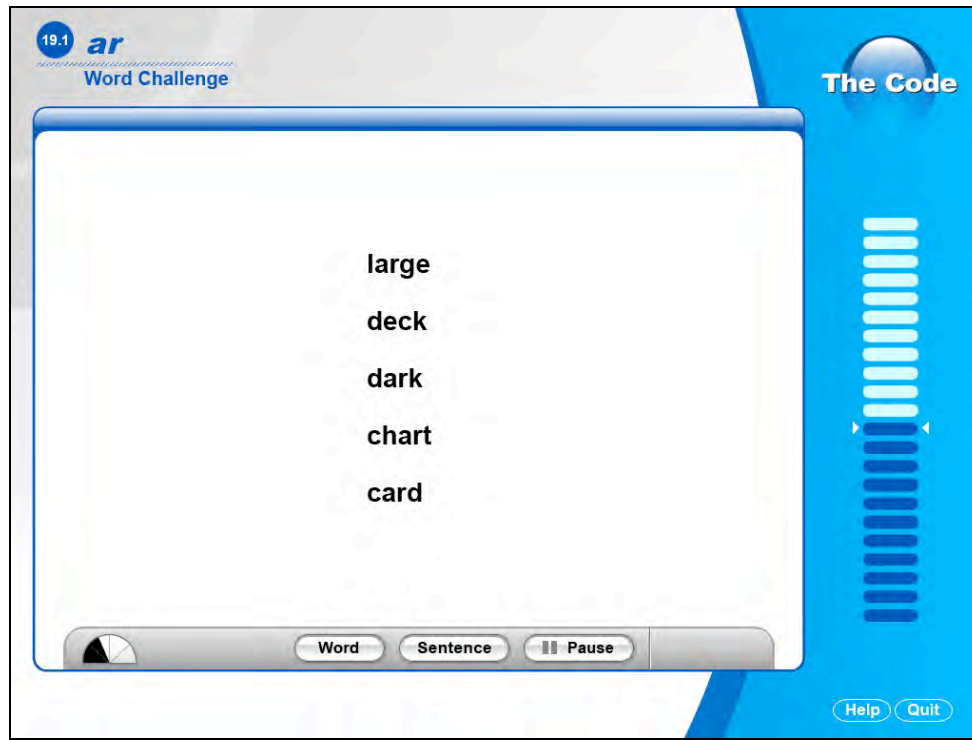 19.1 ar
Word Challenge
The Code
large
deck
dark
chart
card
Word Sentence Pause
Help Quit